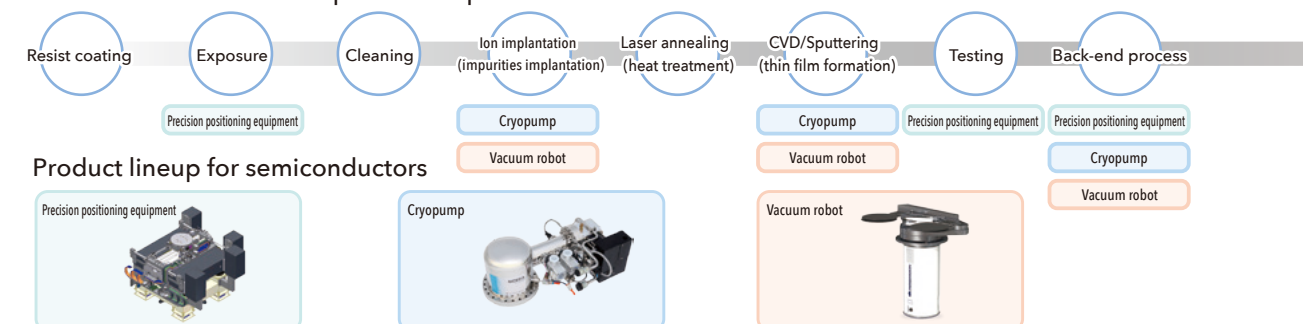 Resist coating
Exposure
Cleaning
Ion implantation
(impurities implantation)
Laser annealing
(heat treatment)
CVD/Sputtering
(thin film formation)
Testing
Back-end process
Precision positioning equipment
Cryopump
Vacuum robot
Cryopump
Vacuum robot
Precision positioning equipment
Precision positioning equipment
Cryopump
Vacuum robot
Product lineup for semiconductors
Precision positioning equipment
Cryopump
Vacuum robot